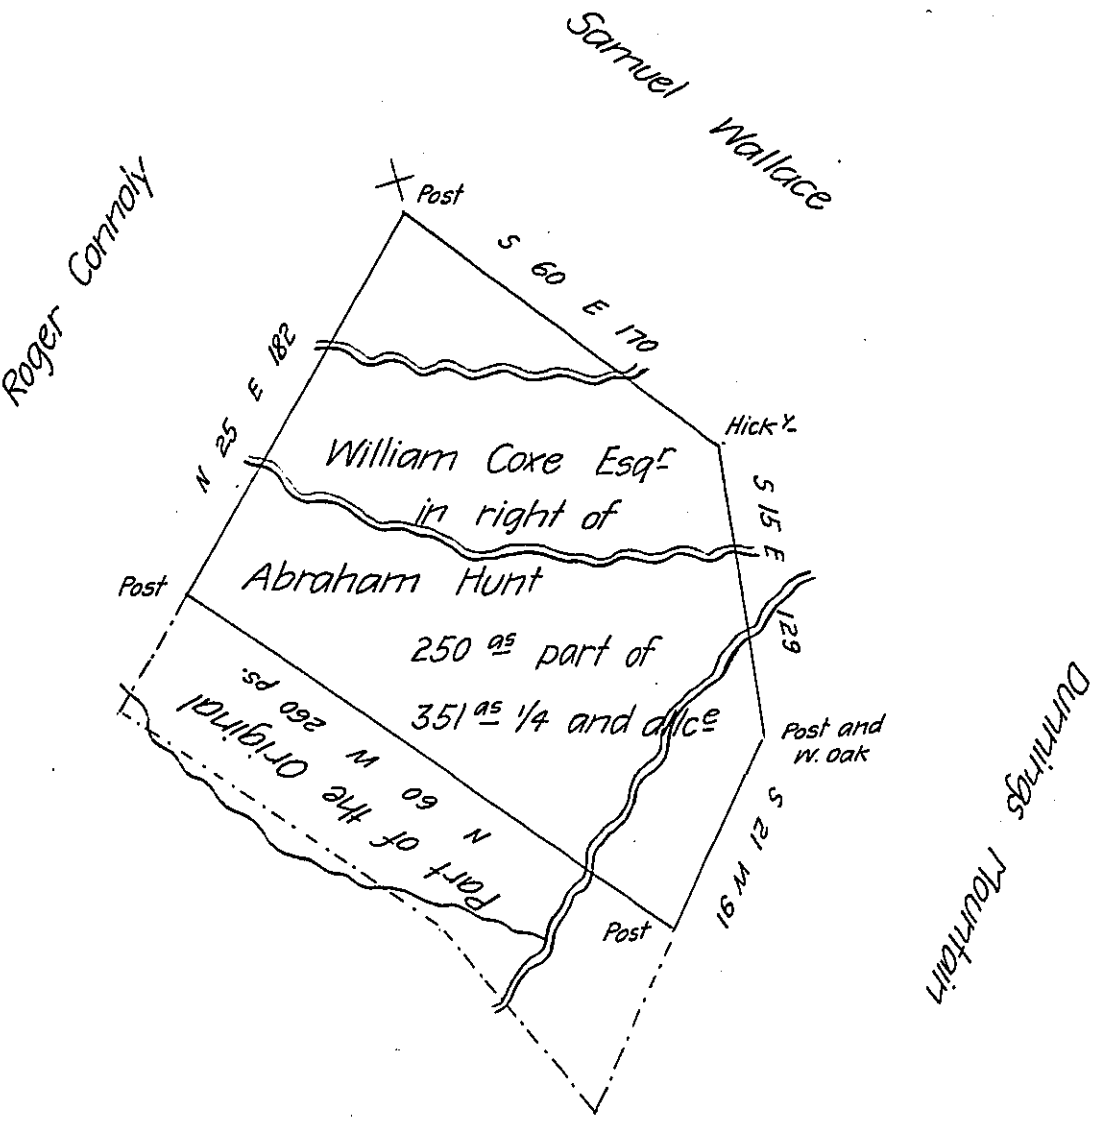 Samuel Wallace
Roger Connoly
Post
S 60 E 170
N 25 E 182
Hick y
William Coxe Esqr
in right of
S 15 E 129
Abraham Hunt
Post
250 as part of
351 as 1/4 and allce
Post and
W. oak
N 60 W 260 ps.
Part of the Original
S 21 W 91
Post
Dunnings Mountain